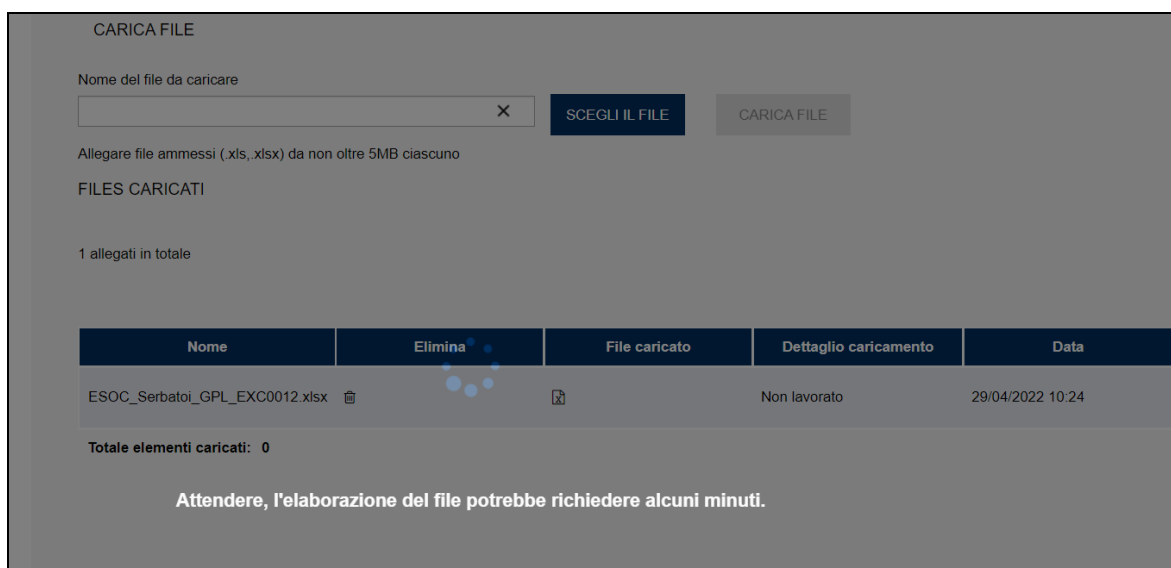 CARICA FILE
Nome del file da caricare
SCEGLI IL FILE
CARICA FILE
Allegare file ammessi (.xls,.xlsx) da non oltre 5MB ciascuno
FILES CARICATI
1 allegati in totale
Nome Elimina File caricato Dettaglio caricamento Data
ESOC_Serbatoi_GPL_EXC0012.xlsx Non lavorato 29/04/2022 10:24
Totale elementi caricati: 0
Attendere, l'elaborazione del file potrebbe richiedere alcuni minuti.